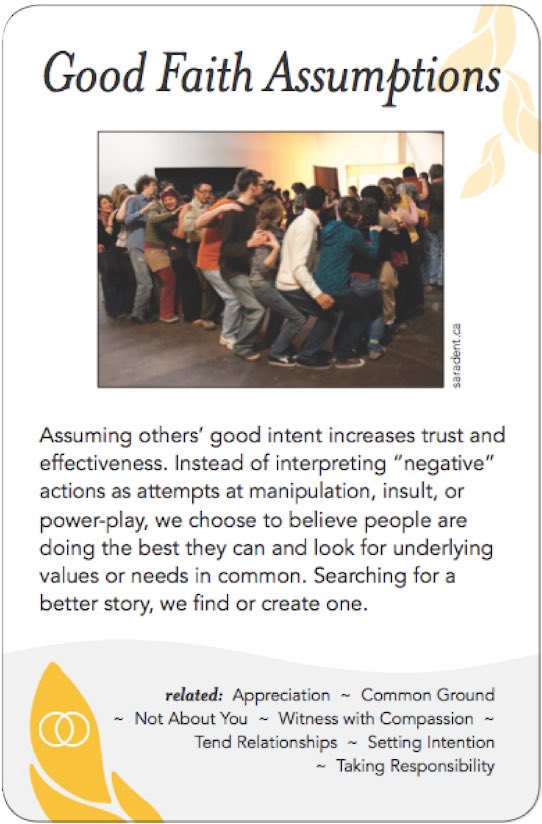 Good Faith Assumptions
saradent.ca
Assuming others’ good intent increases trust and
effectiveness. Instead of interpreting “negative”
actions as attempts at manipulation, insult, or
power-play, we choose to believe people are
doing the best they can and look for underlying
values or needs in common. Searching for a
better story, we find or create one.
related: Appreciation ~ Common Ground
~ Not About You ~ Witness with Compassion ~
Tend Relationships ~ Setting Intention
~ Taking Responsibility